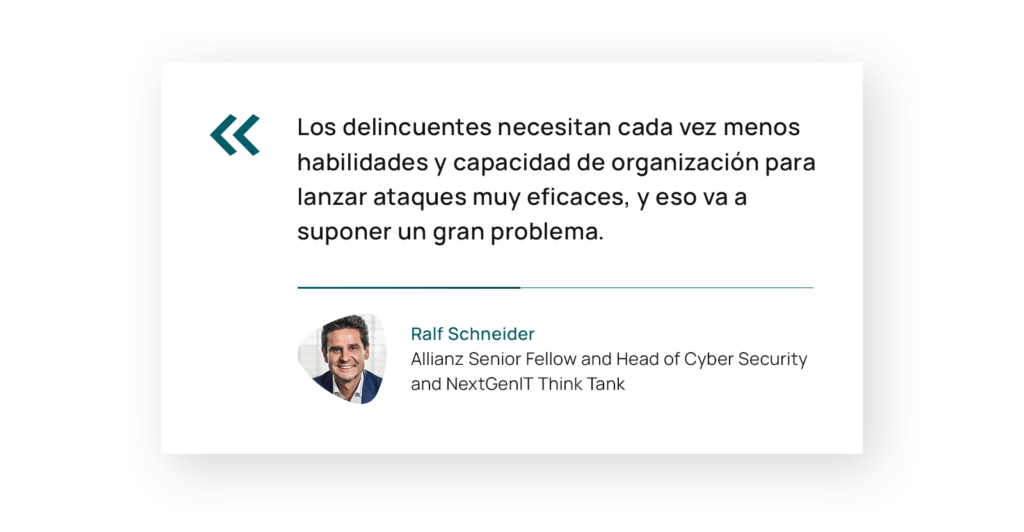 Los delincuentes necesitan cada vez menos
habilidades y capacidad de organización para
lanzar ataques muy eficaces, y eso va a
suponer un gran problema.
Ralf Schneider
Allianz Senior Fellow and Head of Cyber Security
and NextGenIT Think Tank